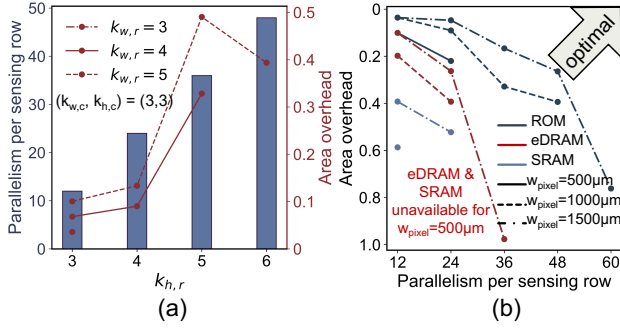 60
50
40
30
20
10
0
Parallelism per sensing row
k_{w,r} = 3
k_{w,r} = 4
k_{w,r} = 5
(k_{w,c}, k_{h,c}) = (3,3)
0.5
0.4
0.3
0.2
0.1
0
Area overhead
3 4 5 6
k_{h,r}
(a)
0
0.2
0.4
0.6
0.8
1.0
Area overhead
optimal
ROM
eDRAM
SRAM
w_{pixel}=500μm
w_{pixel}=1000μm
w_{pixel}=1500μm
eDRAM &
SRAM
unavailable for
w_{pixel}=500μm
12 24 36 48 60
Parallelism per sensing row
(b)